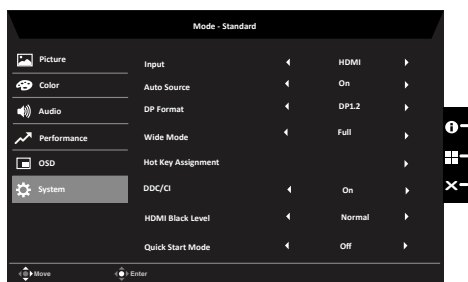 Mode - Standard
Picture
Color
Audio
Performance
OSD
System
Input HDMI
Auto Source On
DP Format DP1.2
Wide Mode Full
Hot Key Assignment
DDC/CI On
HDMI Black Level Normal
Quick Start Mode Off
Move Enter